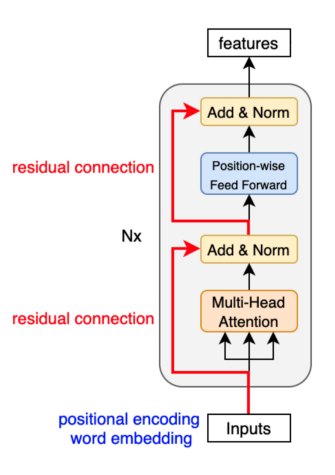 features
Add & Norm
residual connection
Position-wise
Feed Forward
Nx
Add & Norm
residual connection
Multi-Head
Attention
positional encoding
word embedding
Inputs